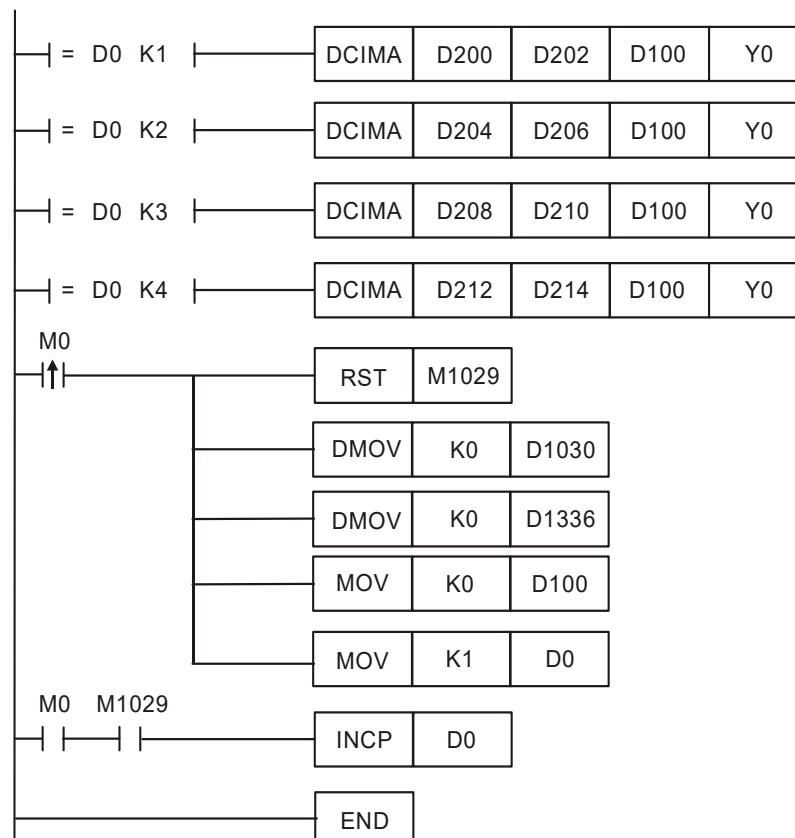 = D0 K1 DCIMA D200 D202 D100 Y0
= D0 K2 DCIMA D204 D206 D100 Y0
= D0 K3 DCIMA D208 D210 D100 Y0
= D0 K4 DCIMA D212 D214 D100 Y0
M0
RST M1029
DMOV K0 D1030
DMOV K0 D1336
MOV K0 D100
MOV K1 D0
M0 M1029
INCP D0
END